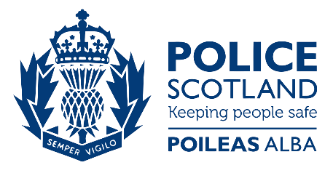 SEMPER VIGILO
POLICE
SCOTLAND
Keeping people safe
POILEAS ALBA